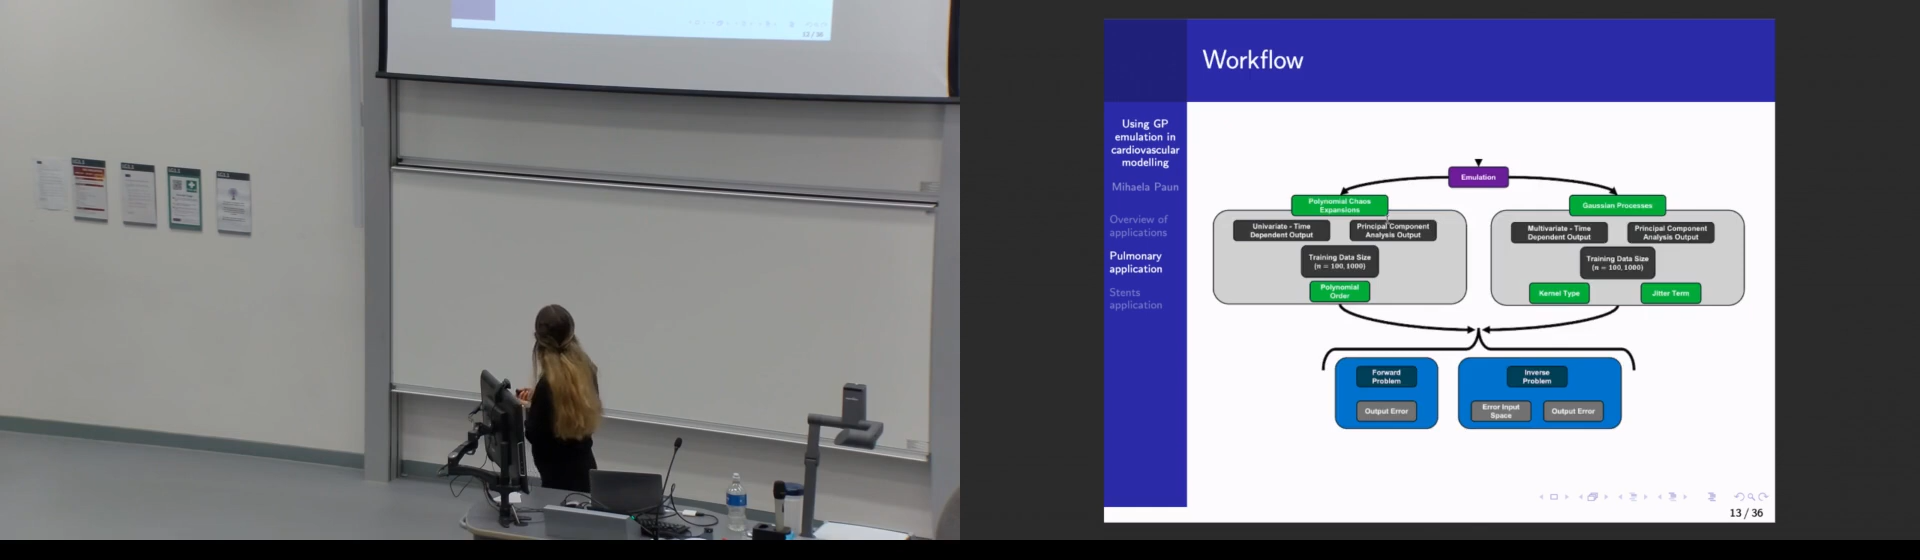 12 / 36
Workflow
Using GP
emulation in
cardiovascular
modelling
Mihaela Paun
Overview of
applications
Pulmonary
application
Stents
application
Emulation
Polynomial Chaos
Expansions
Univariate - Time
Dependent Output
Principal Component
Analysis Output
Training Data Size
(n = 100, 1000)
Polynomial
Order
Gaussian Processes
Multivariate - Time
Dependent Output
Principal Component
Analysis Output
Training Data Size
(n = 100, 1000)
Kernel Type
Jitter Term
Forward
Problem
Output Error
Inverse
Problem
Error Input
Space
Output Error
13 / 36